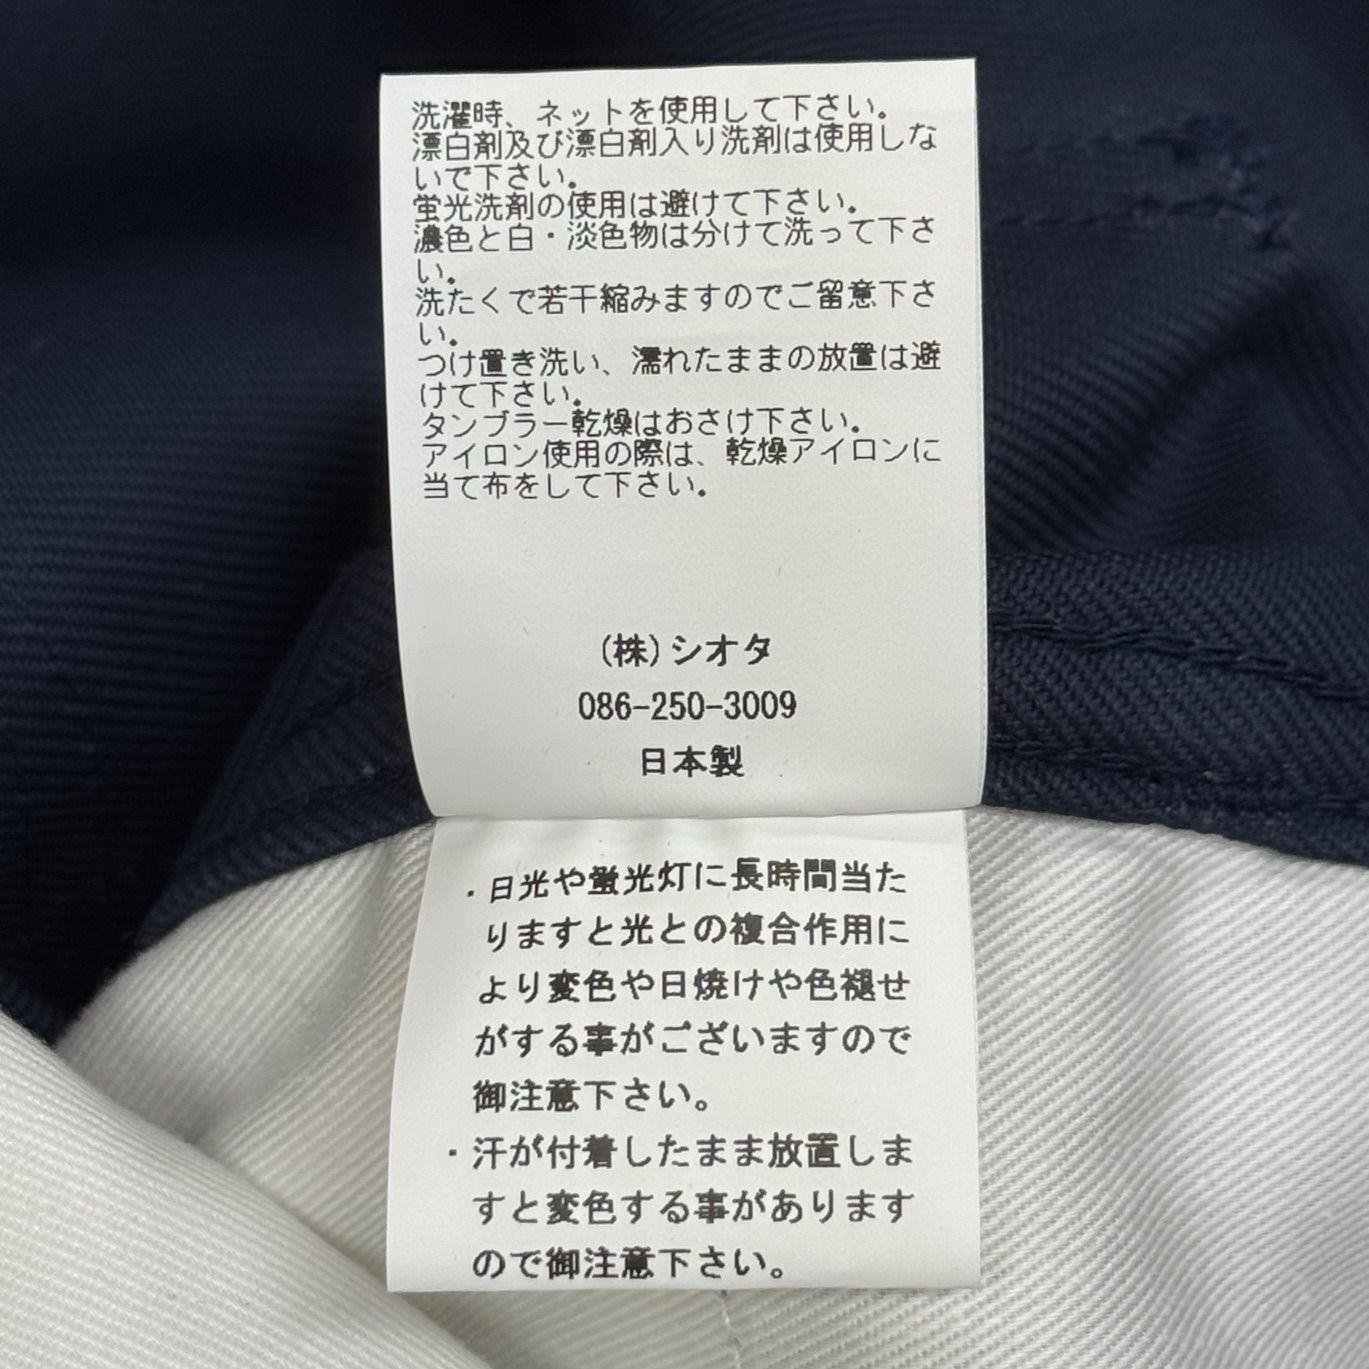 洗濯時、ネットを使用して下さい。
漂白剤及び漂白剤入り洗剤は使用しな
いで下さい。
蛍光洗剤の使用は避けて下さい。
濃色と白・淡色物は分けて洗って下さ
い。
洗たくで若干縮みますのでご留意下さ
い。
つけ置き洗い、濡れたままの放置は避
けて下さい。
タンブラー乾燥はおさけ下さい。
アイロン使用の際は、乾燥アイロンに
当て布をして下さい。
(株)シオタ
086-250-3009
日本製
・日光や蛍光灯に長時間当た
りますと光との複合作用に
より変色や日焼けや色褪せ
がする事がございますので
御注意下さい。
・汗が付着したまま放置しま
すと変色する事があります
ので御注意下さい。